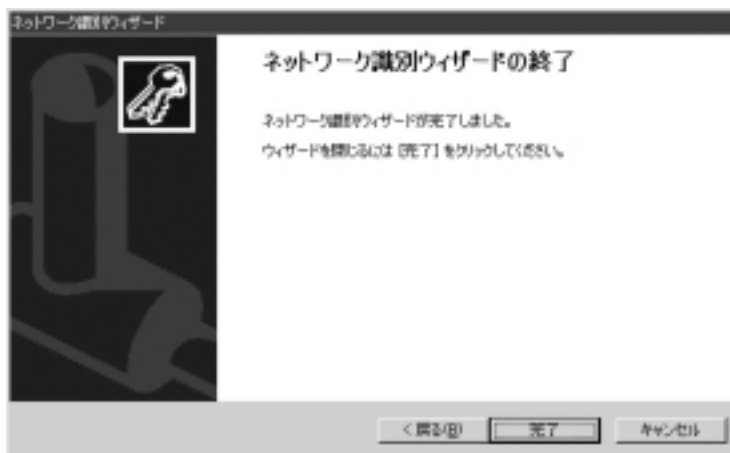 ネットワーク識別ウィザード
ネットワーク識別ウィザードの終了
ネットワーク識別ウィザードが完了しました。
ウィザードを閉じるには [完了] をクリックしてください。
< 戻る(B)
完了
キャンセル